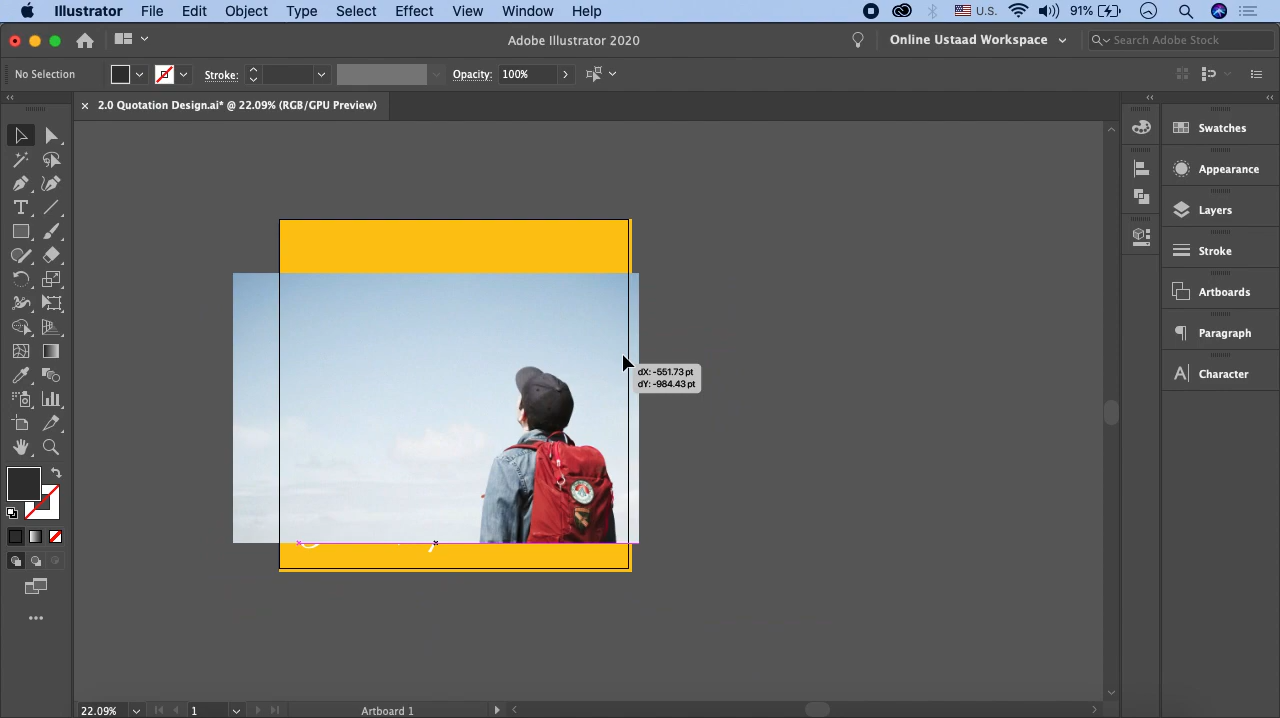 Illustrator File Edit Object Type Select Effect View Window Help U.S. 91%
Adobe Illustrator 2020 Online Ustaad Workspace Search Adobe Stock
No Selection Stroke: Opacity: 100%
2.0 Quotation Design.ai* @ 22.09% (RGB/GPU Preview)
Swatches
Appearance
Layers
Stroke
Artboards
Paragraph
Character
dX: -551.73 pt
dY: -984.43 pt
22.09% 1 Artboard 1